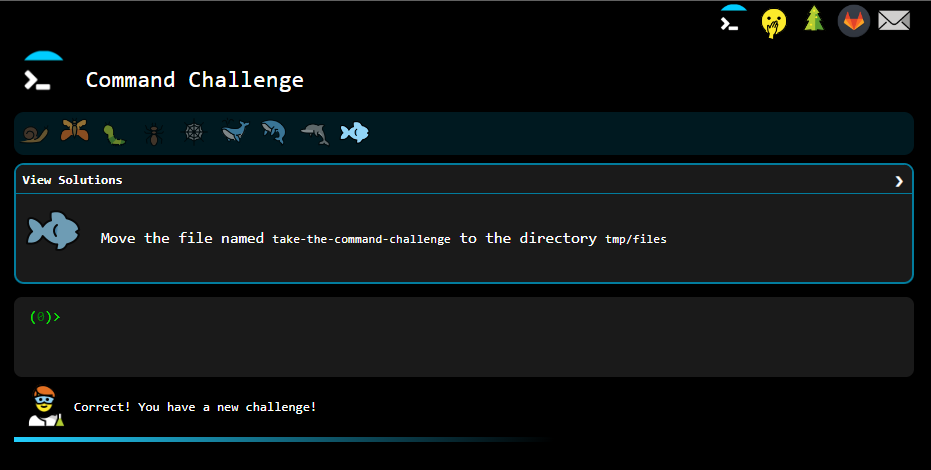 Command Challenge
View Solutions
Move the file named take-the-command-challenge to the directory tmp/files
(0)>
Correct! You have a new challenge!